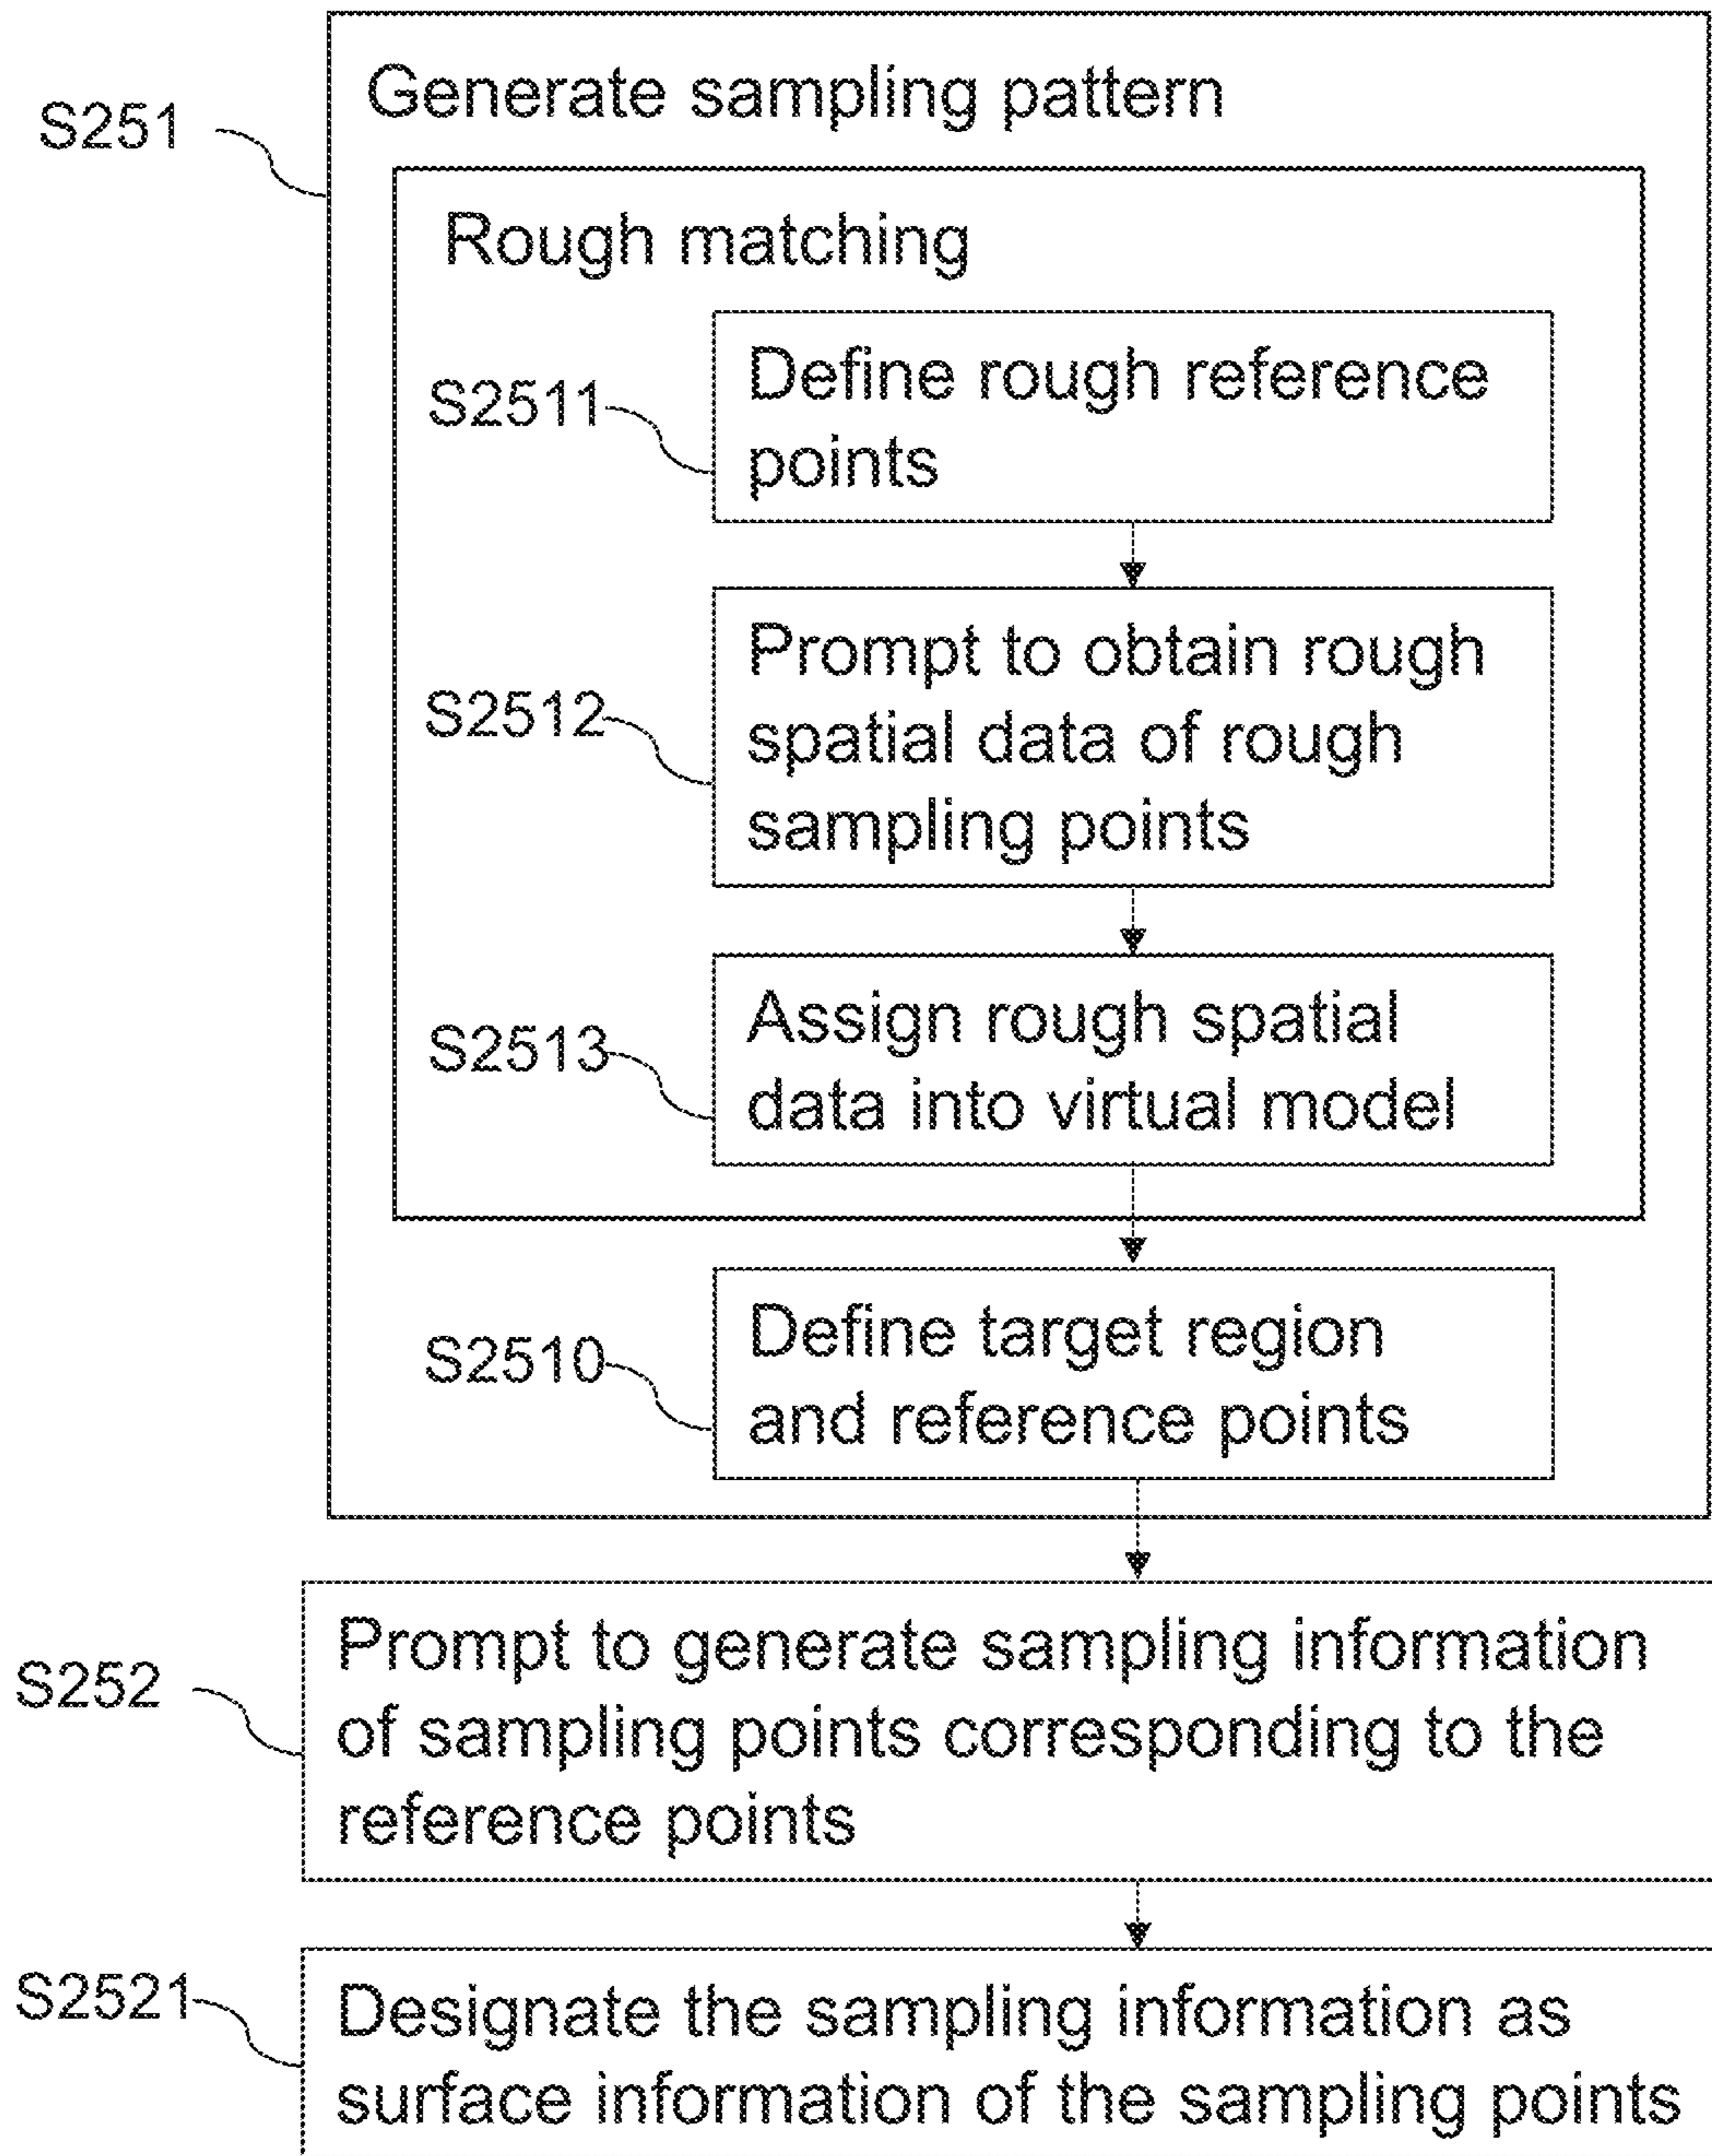 Generate sampling pattern
S251
Rough matching
Define rough reference
points
S2511
Prompt to obtain rough
spatial data of rough
sampling points
S2512
Assign rough spatial
data into virtual model
S2513
Define target region
and reference points
S2510
Prompt to generate sampling information
of sampling points corresponding to the
reference points
S252
Designate the sampling information as
surface information of the sampling points
S2521